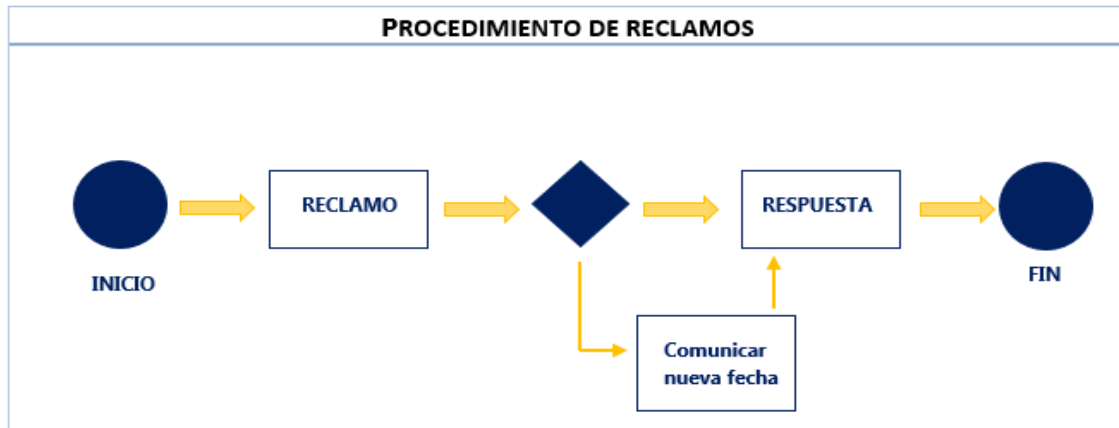 PROCEDIMIENTO DE RECLAMOS
RECLAMO
RESPUESTA
INICIO
FIN
Comunicar
nueva fecha